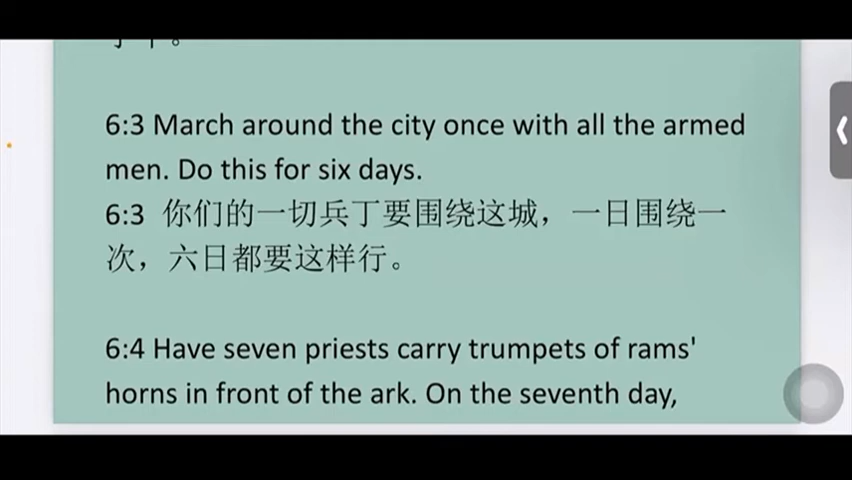 6:3 March around the city once with all the armed
men. Do this for six days.
6:3 你们的一切兵丁要围绕这城，一日围绕一
次，六日都要这样行。
6:4 Have seven priests carry trumpets of rams'
horns in front of the ark. On the seventh day,